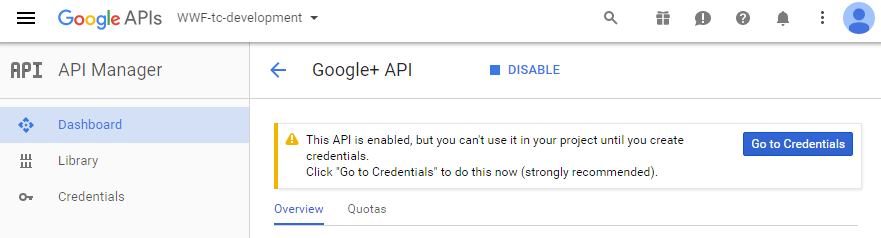 Google APIs WWF-tc-development
API API Manager Google+ API DISABLE
Dashboard
Library
Credentials
This API is enabled, but you can't use it in your project until you create
credentials.
Click "Go to Credentials" to do this now (strongly recommended).
Go to Credentials
Overview Quotas